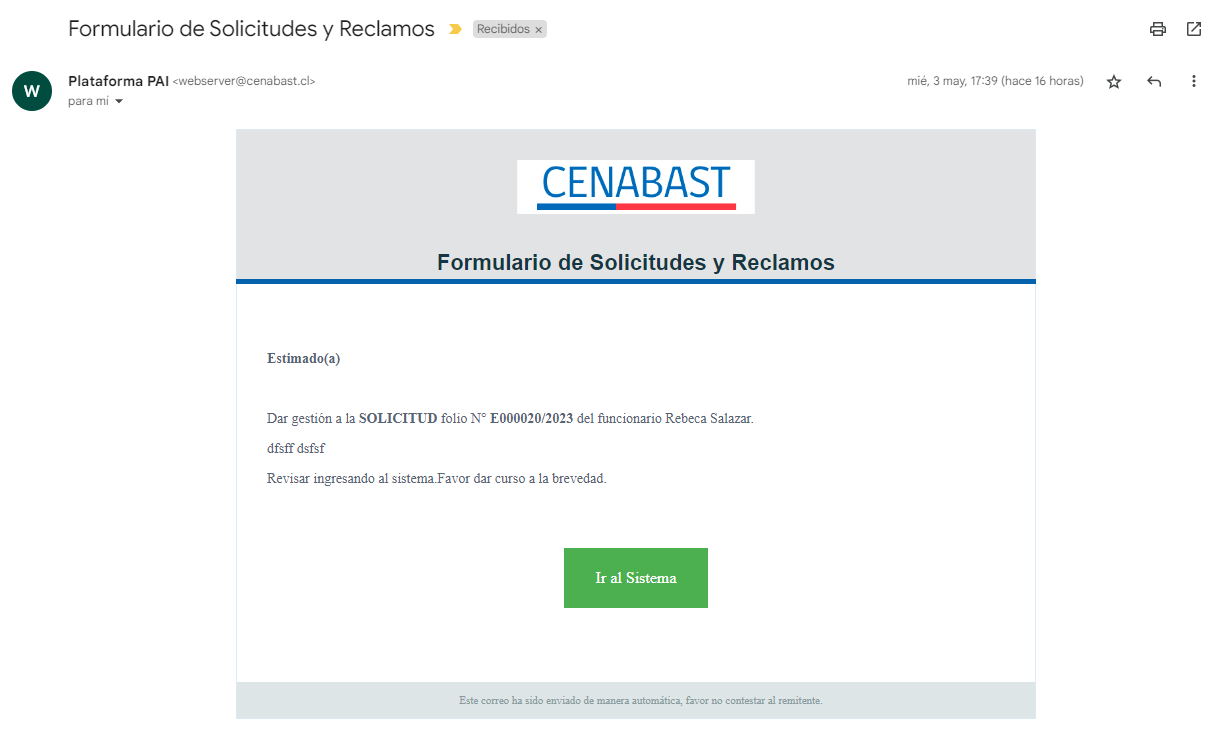 Formulario de Solicitudes y Reclamos Recibidos ×
W Plataforma PAI <webserver@cenabast.cl> mié, 3 may, 17:39 (hace 16 horas)
para mí
CENABAST
Formulario de Solicitudes y Reclamos
Estimado(a)
Dar gestión a la SOLICITUD folio N° E000020/2023 del funcionario Rebeca Salazar.
dfsff dsfsf
Revisar ingresando al sistema.Favor dar curso a la brevedad.
Ir al Sistema
Este correo ha sido enviado de manera automática, favor no contestar al remitente.